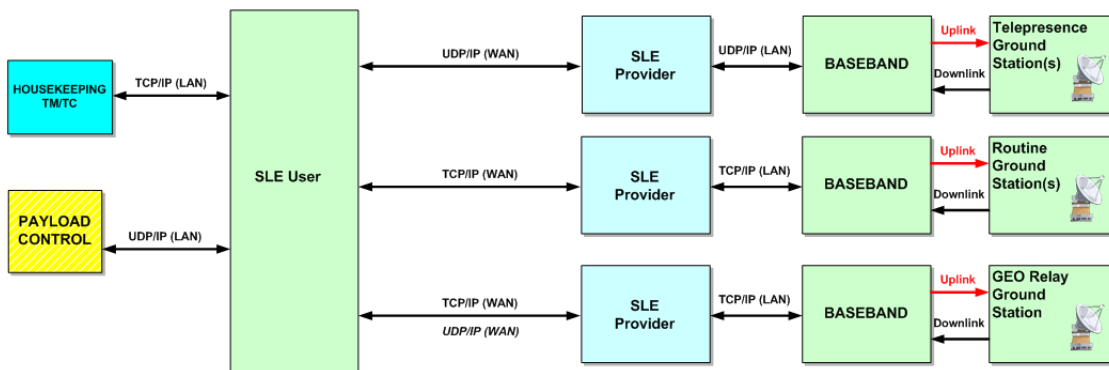 HOUSEKEEPING
TM/TC
TCP/IP (LAN)
PAYLOAD
CONTROL
UDP/IP (LAN)
SLE User
UDP/IP (WAN)
SLE
Provider
UDP/IP (LAN)
BASEBAND
Uplink
Downlink
Telepresence
Ground
Station(s)
TCP/IP (WAN)
SLE
Provider
TCP/IP (LAN)
BASEBAND
Uplink
Downlink
Routine
Ground
Station(s)
TCP/IP (WAN)
UDP/IP (WAN)
SLE
Provider
TCP/IP (LAN)
BASEBAND
Uplink
Downlink
GEO Relay
Ground
Station